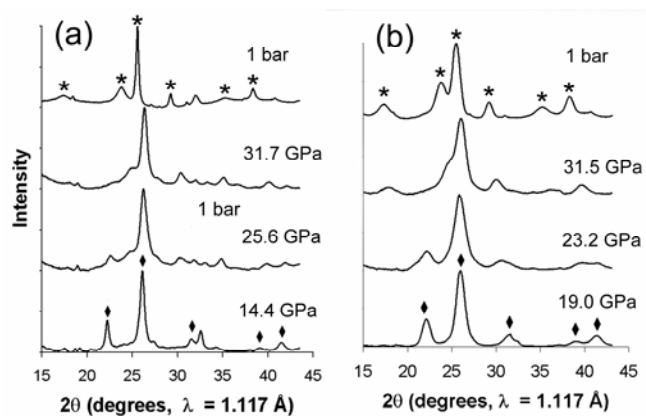 (a)
*
* * * * *
1 bar
31.7 GPa
1 bar
25.6 GPa
♦
♦ 14.4 GPa
♦ ♦ ♦
15 20 25 30 35 40 45
2θ (degrees, λ = 1.117 Å)
Intensity
(b)
*
* * * * *
1 bar
31.5 GPa
23.2 GPa
♦
♦ 19.0 GPa
♦ ♦ ♦
15 20 25 30 35 40 45
2θ (degrees, λ = 1.117 Å)